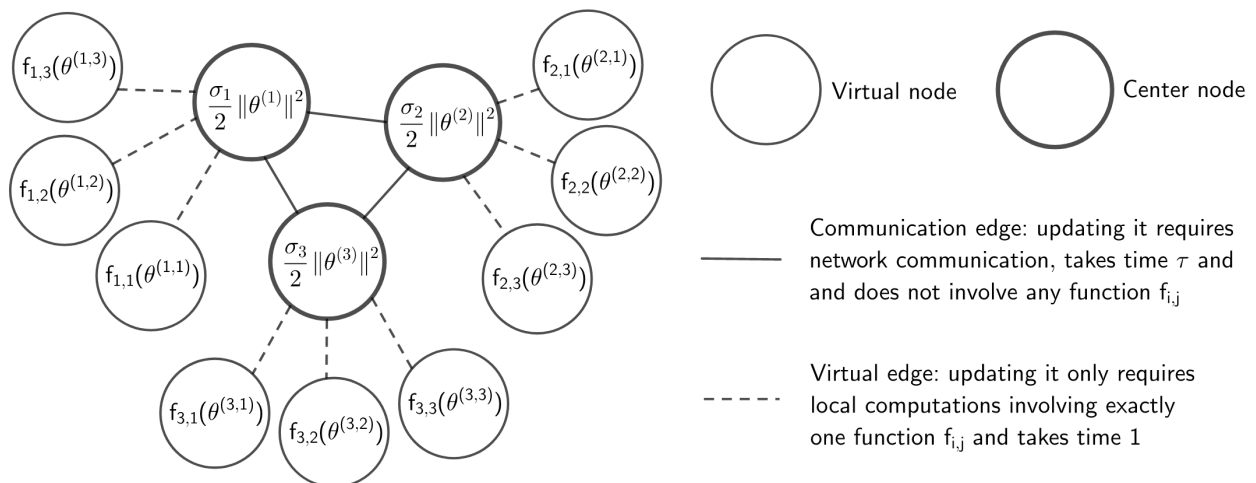 f₁,₃(θ⁽¹,³⁾)
σ₁/2 ‖θ⁽¹⁾‖²
σ₂/2 ‖θ⁽²⁾‖²
f₂,₁(θ⁽²,¹⁾)
f₁,₂(θ⁽¹,²⁾)
f₂,₂(θ⁽²,²⁾)
f₁,₁(θ⁽¹,¹⁾)
σ₃/2 ‖θ⁽³⁾‖²
f₂,₃(θ⁽²,³⁾)
f₃,₁(θ⁽³,¹⁾)
f₃,₂(θ⁽³,²⁾)
f₃,₃(θ⁽³,³⁾)
Virtual node
Center node
Communication edge: updating it requires
network communication, takes time τ and
and does not involve any function fᵢ,ⱼ
Virtual edge: updating it only requires
local computations involving exactly
one function fᵢ,ⱼ and takes time 1